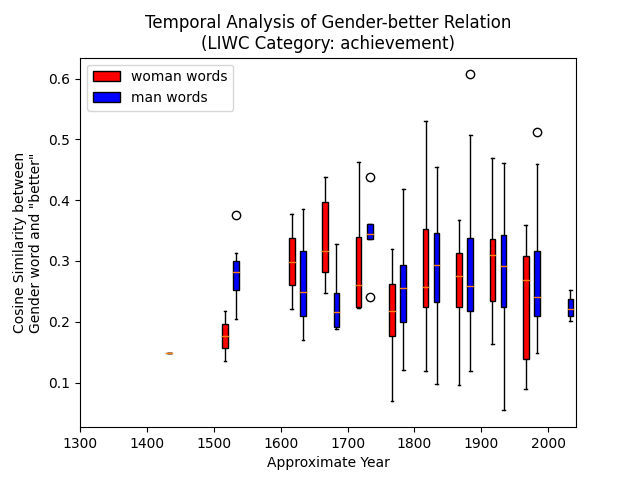 Temporal Analysis of Gender-better Relation
(LIWC Category: achievement)
woman words
man words
0.6
0.5
0.4
0.3
0.2
0.1
Cosine Similarity between
Gender word and "better"
1300 1400 1500 1600 1700 1800 1900 2000
Approximate Year